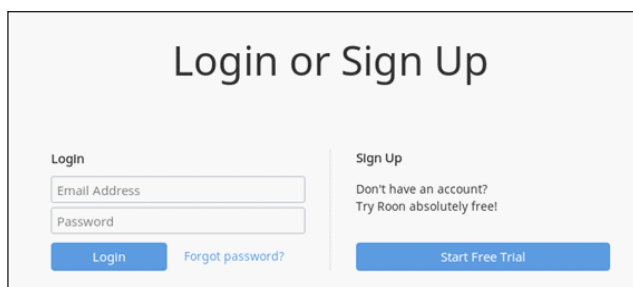 Login or Sign Up
Login
Email Address
Password
Login
Forgot password?
Sign Up
Don't have an account?
Try Roon absolutely free!
Start Free Trial